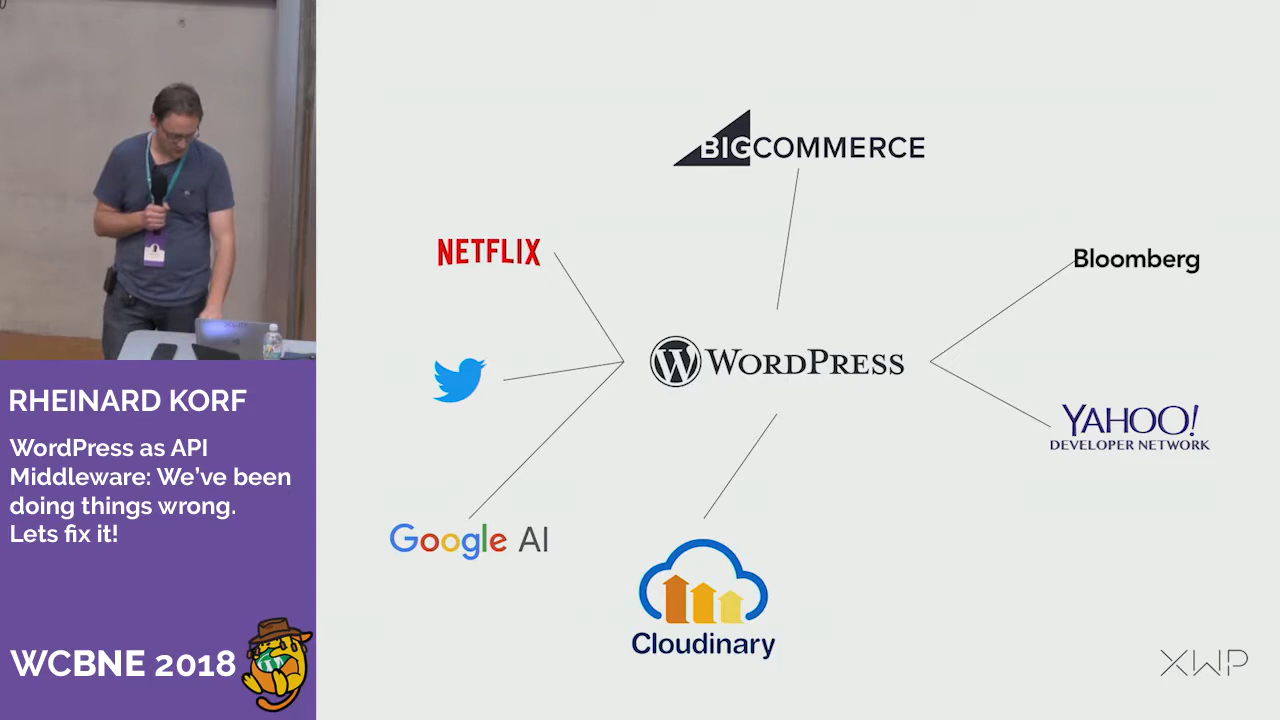 RHEINARD KORF
WordPress as API
Middleware: We’ve been
doing things wrong.
Lets fix it!
WCBNE 2018
BIGCOMMERCE
NETFLIX
Bloomberg
WORDPRESS
YAHOO!
DEVELOPER NETWORK
Google AI
Cloudinary
XWP